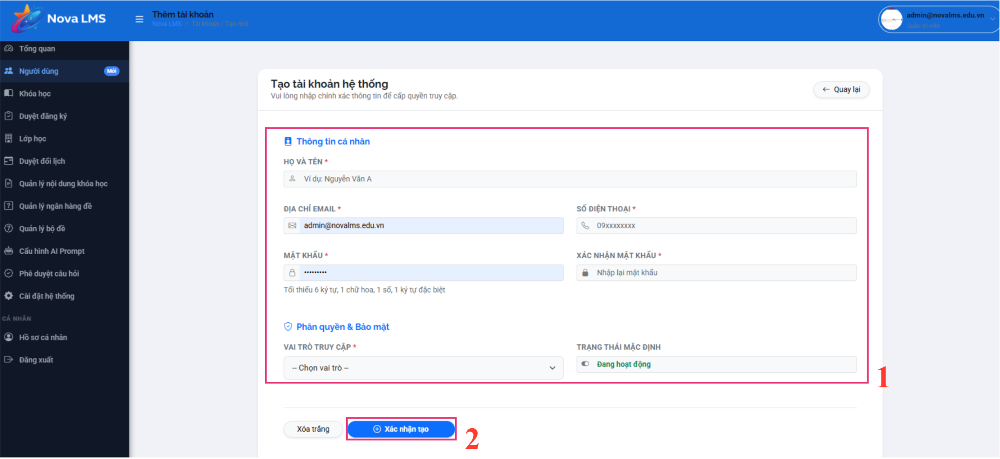 Nova LMS
Thêm tài khoản
Nova LMS > Tài khoản / Tạo mới
admin@novalms.edu.vn
Quản trị viên
Tổng quan
Người dùng
Mới
Khóa học
Duyệt đăng ký
Lớp học
Duyệt đổi lịch
Quản lý nội dung khóa học
Quản lý ngân hàng đề
Quản lý bộ đề
Cấu hình AI Prompt
Phê duyệt câu hỏi
Cài đặt hệ thống
CÁ NHÂN
Hồ sơ cá nhân
Đăng xuất
Tạo tài khoản hệ thống
Vui lòng nhập chính xác thông tin để cấp quyền truy cập.
← Quay lại
Thông tin cá nhân
HỌ VÀ TÊN *
Ví dụ: Nguyễn Văn A
ĐỊA CHỈ EMAIL *
SỐ ĐIỆN THOẠI *
admin@novalms.edu.vn
09xxxxxxxx
MẬT KHẨU *
XÁC NHẬN MẬT KHẨU *
•••••••••
Nhập lại mật khẩu
Tối thiểu 6 ký tự, 1 chữ hoa, 1 số, 1 ký tự đặc biệt
Phân quyền & Bảo mật
VAI TRÒ TRUY CẬP *
TRẠNG THÁI MẶC ĐỊNH
-- Chọn vai trò --
Đang hoạt động
1
Xóa trắng
Xác nhận tạo
2